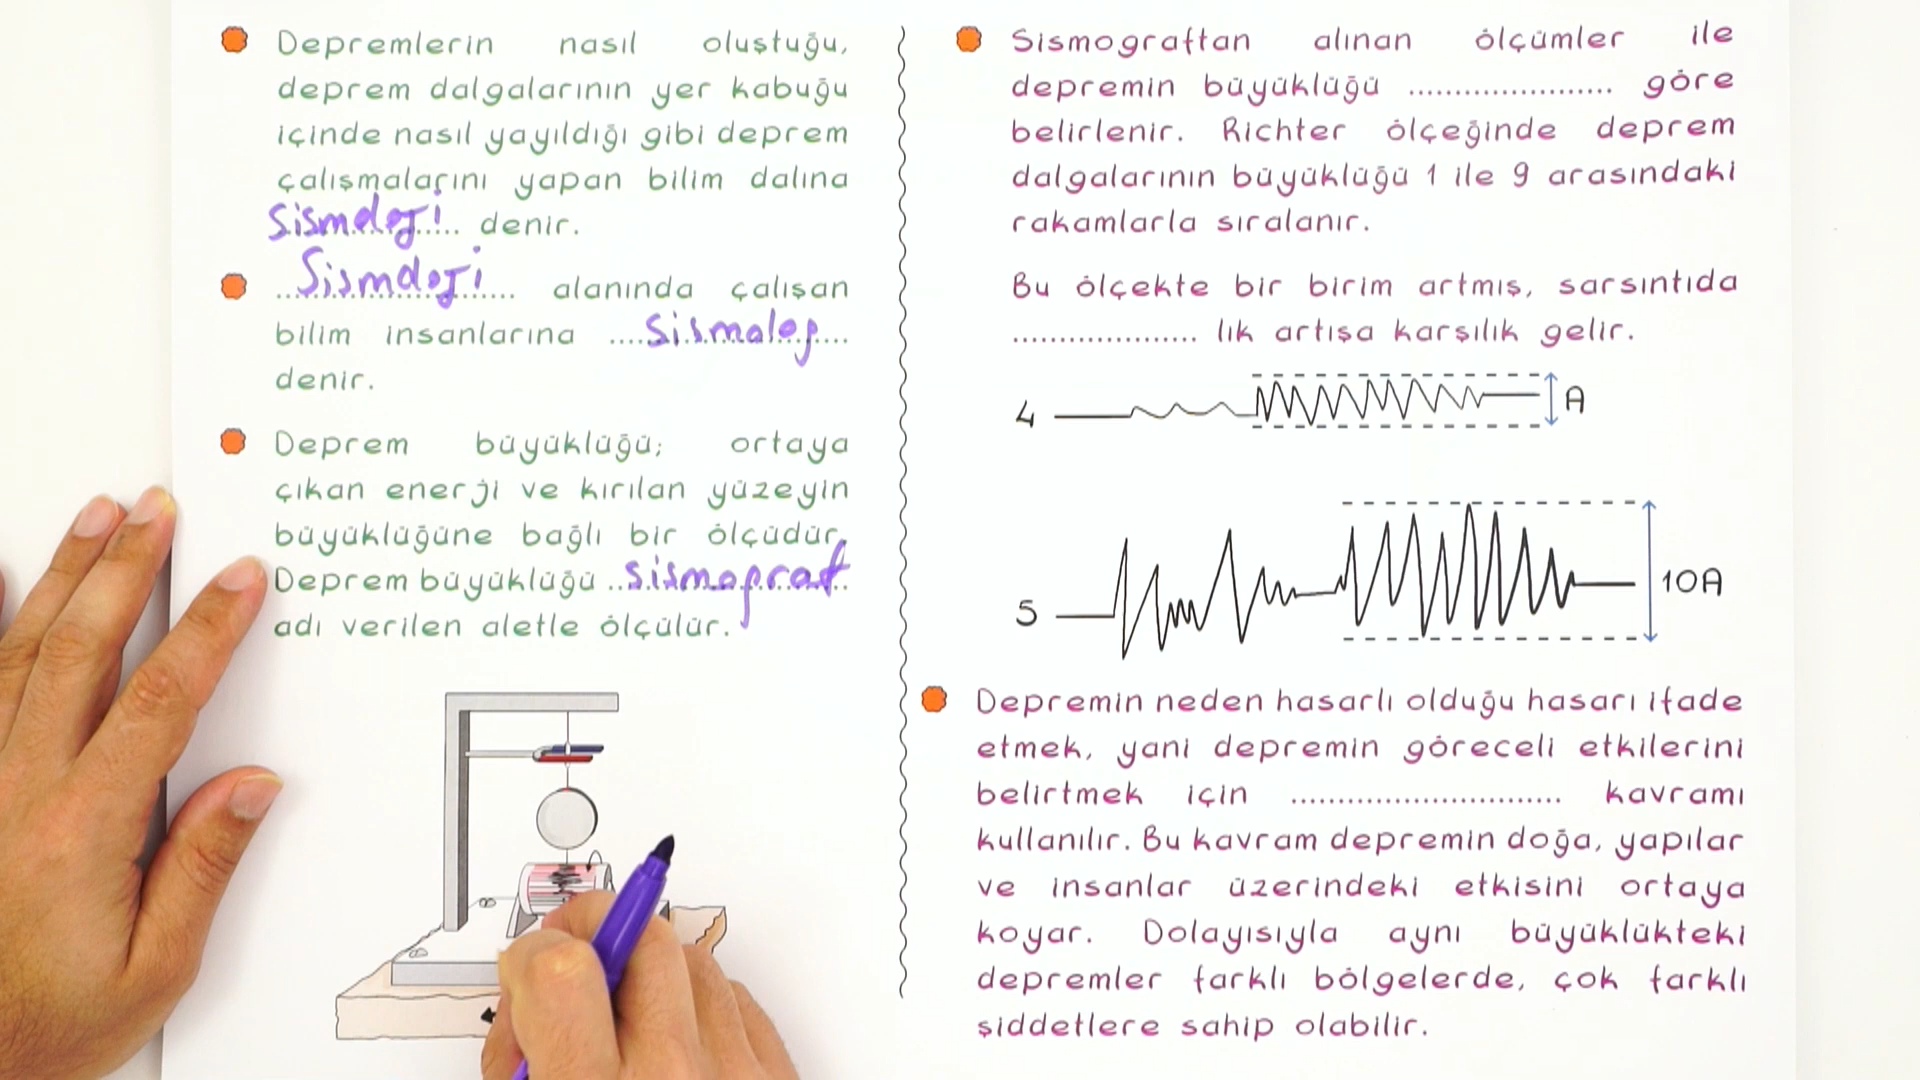 Depremlerin nasıl oluştuğu,
deprem dalgalarının yer kabuğu
içinde nasıl yayıldığı gibi deprem
çalışmalarını yapan bilim dalına
Sismoloji denir.
Sismoloji alanında çalışan
bilim insanlarına ....sismolog....
denir.
Deprem büyüklüğü; ortaya
çıkan enerji ve kırılan yüzeyin
büyüklüğüne bağlı bir ölçüdür.
Deprem büyüklüğü ..sismograf..
adı verilen aletle ölçülür.
Sismograftan alınan ölçümler ile
depremin büyüklüğü ...................... göre
belirlenir. Richter ölçeğinde deprem
dalgalarının büyüklüğü 1 ile 9 arasındaki
rakamlarla sıralanır.
Bu ölçekte bir birim artmış, sarsıntıda
.................... lık artışa karşılık gelir.
4 A
5 10A
Depremin neden hasarlı olduğu hasarı ifade
etmek, yani depremin göreceli etkilerini
belirtmek için ............................. kavramı
kullanılır. Bu kavram depremin doğa, yapılar
ve insanlar üzerindeki etkisini ortaya
koyar. Dolayısıyla aynı büyüklükteki
depremler farklı bölgelerde, çok farklı
şiddetlere sahip olabilir.